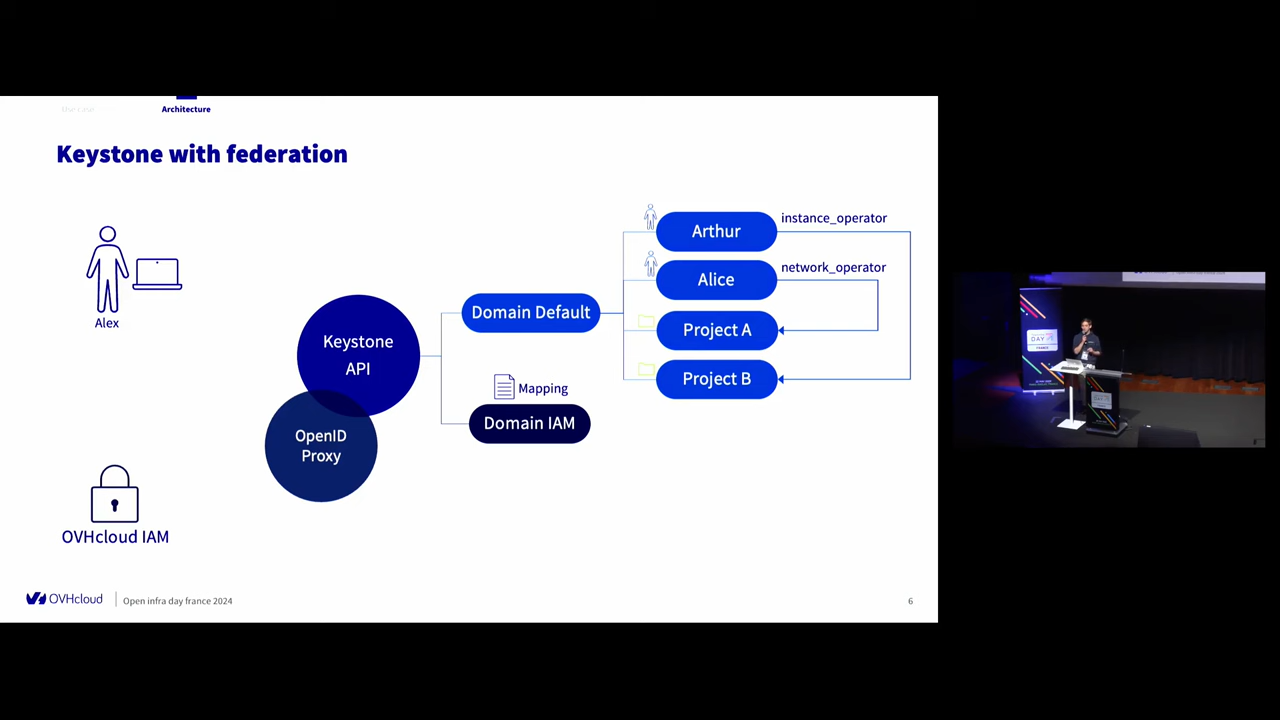 Architecture
Keystone with federation
Alex
OVHcloud IAM
Keystone
API
OpenID
Proxy
Domain Default
Mapping
Domain IAM
Arthur
instance_operator
Alice
network_operator
Project A
Project B
OVHcloud
Open infra day france 2024
6
DAY